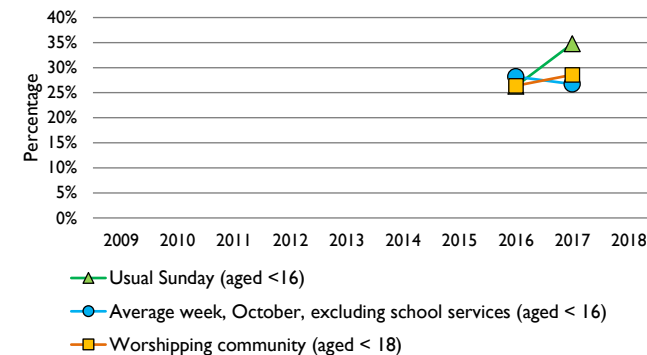 40%
35%
30%
25%
20%
15%
10%
5%
0%
Percentage
2009 2010 2011 2012 2013 2014 2015 2016 2017 2018
Usual Sunday (aged <16)
Average week, October, excluding school services (aged < 16)
Worshipping community (aged < 18)